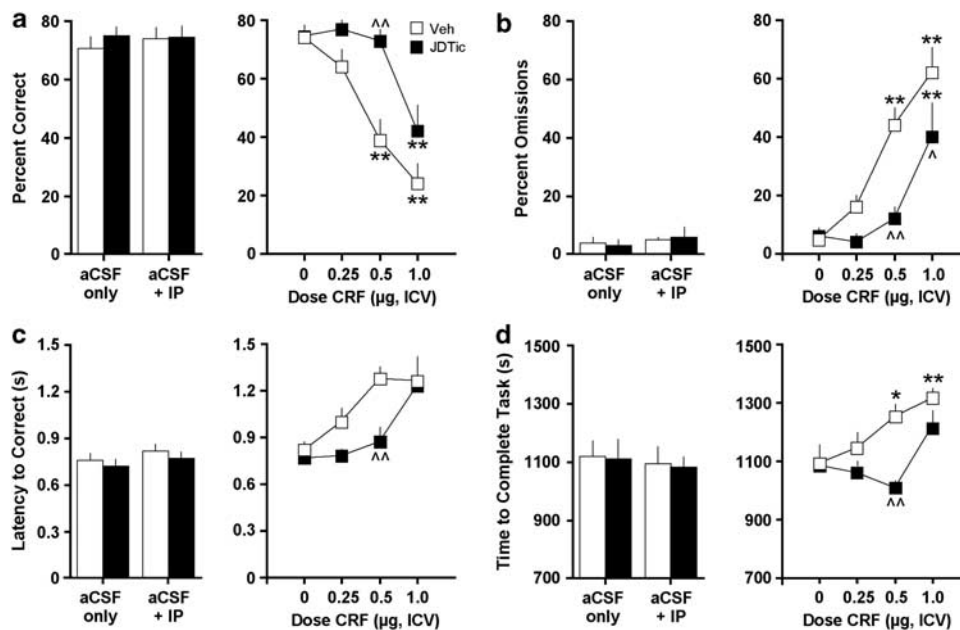 a
Percent Correct
80
60
40
20
0
aCSF only
aCSF + IP
80
60
40
20
0
^^
**
**
**
Veh
JDTic
0 0.25 0.5 1.0
Dose CRF (µg, ICV)
b
Percent Omissions
80
60
40
20
0
aCSF only
aCSF + IP
80
60
40
20
0
**
**
**
^
^^
0 0.25 0.5 1.0
Dose CRF (µg, ICV)
c
Latency to Correct (s)
1.5
1.2
0.9
0.6
0.3
0
aCSF only
aCSF + IP
1.5
1.2
0.9
0.6
0.3
0
^^
0 0.25 0.5 1.0
Dose CRF (µg, ICV)
d
Time to Complete Task (s)
1500
1300
1100
900
700
aCSF only
aCSF + IP
1500
1300
1100
900
700
*
**
^^
0 0.25 0.5 1.0
Dose CRF (µg, ICV)